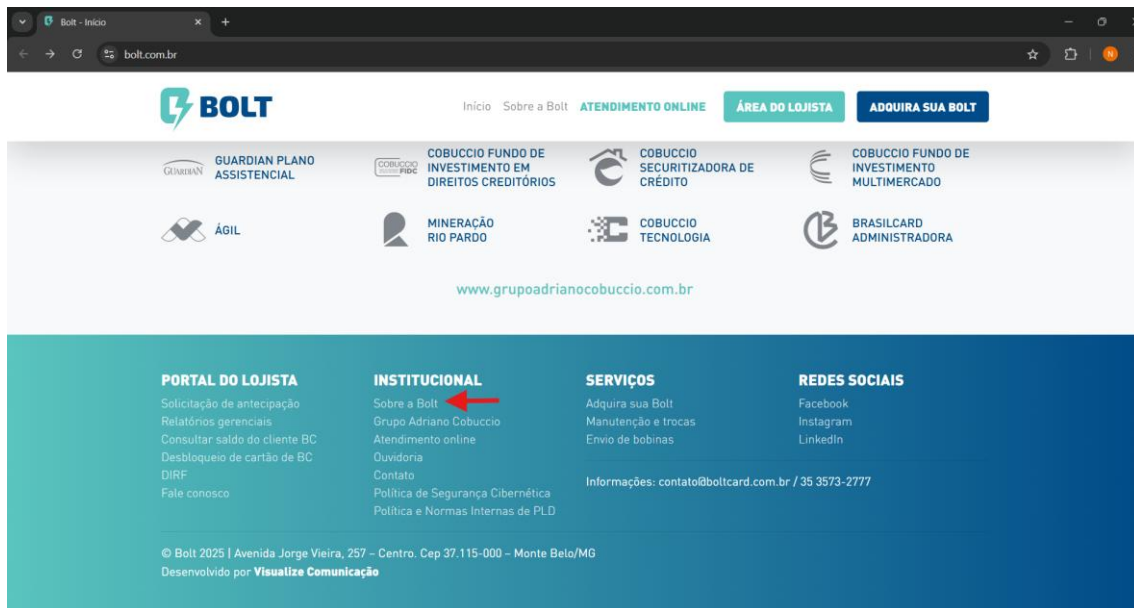 Bolt - Início
bolt.com.br
N
BOLT
Início Sobre a Bolt ATENDIMENTO ONLINE ÁREA DO LOJISTA ADQUIRA SUA BOLT
GUARDIAN
GUARDIAN PLANO
ASSISTENCIAL
COBUCCIO
FIDC
COBUCCIO FUNDO DE
INVESTIMENTO EM
DIREITOS CREDITÓRIOS
COBUCCIO
SECURITIZADORA DE
CRÉDITO
COBUCCIO FUNDO DE
INVESTIMENTO
MULTIMERCADO
ÁGIL
MINERAÇÃO
RIO PARDO
COBUCCIO
TECNOLOGIA
BRASILCARD
ADMINISTRADORA
www.grupoadrianocobuccio.com.br
PORTAL DO LOJISTA
Solicitação de antecipação
Relatórios gerenciais
Consultar saldo do cliente BC
Desbloqueio de cartão de BC
DIRF
Fale conosco
INSTITUCIONAL
Sobre a Bolt
Grupo Adriano Cobuccio
Atendimento online
Ouvidoria
Contato
Política de Segurança Cibernética
Política e Normas Internas de PLD
SERVIÇOS
Adquira sua Bolt
Manutenção e trocas
Envio de bobinas
REDES SOCIAIS
Facebook
Instagram
LinkedIn
Informações: contato@boltcard.com.br / 35 3573-2777
© Bolt 2025 | Avenida Jorge Vieira, 257 – Centro. Cep 37.115-000 – Monte Belo/MG
Desenvolvido por Visualize Comunicação